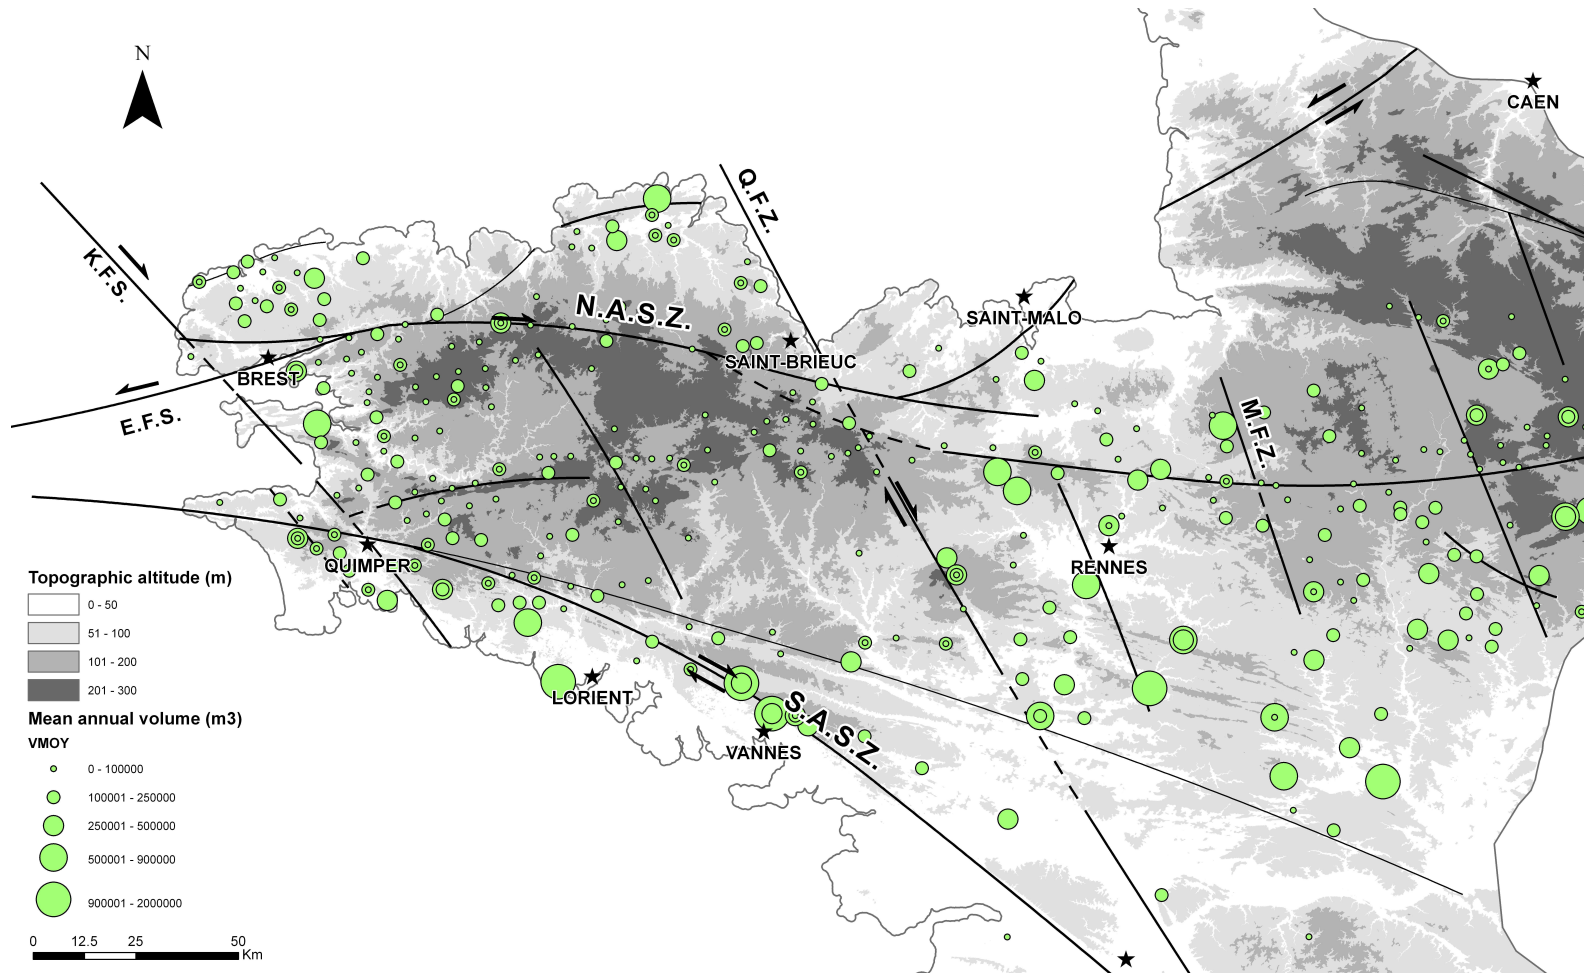 N
CAEN
Q.F.Z.
K.F.S.
N.A.S.Z.
SAINT-MALO
SAINT-BRIEUC
BREST
E.F.S.
M.F.Z.
QUIMPER
RENNES
Topographic altitude (m)
0 - 50
51 - 100
101 - 200
201 - 300
LORIENT
S.A.S.Z.
VANNES
Mean annual volume (m3)
VMOY
0 - 100000
100001 - 250000
250001 - 500000
500001 - 900000
900001 - 2000000
0 12.5 25 50
Km